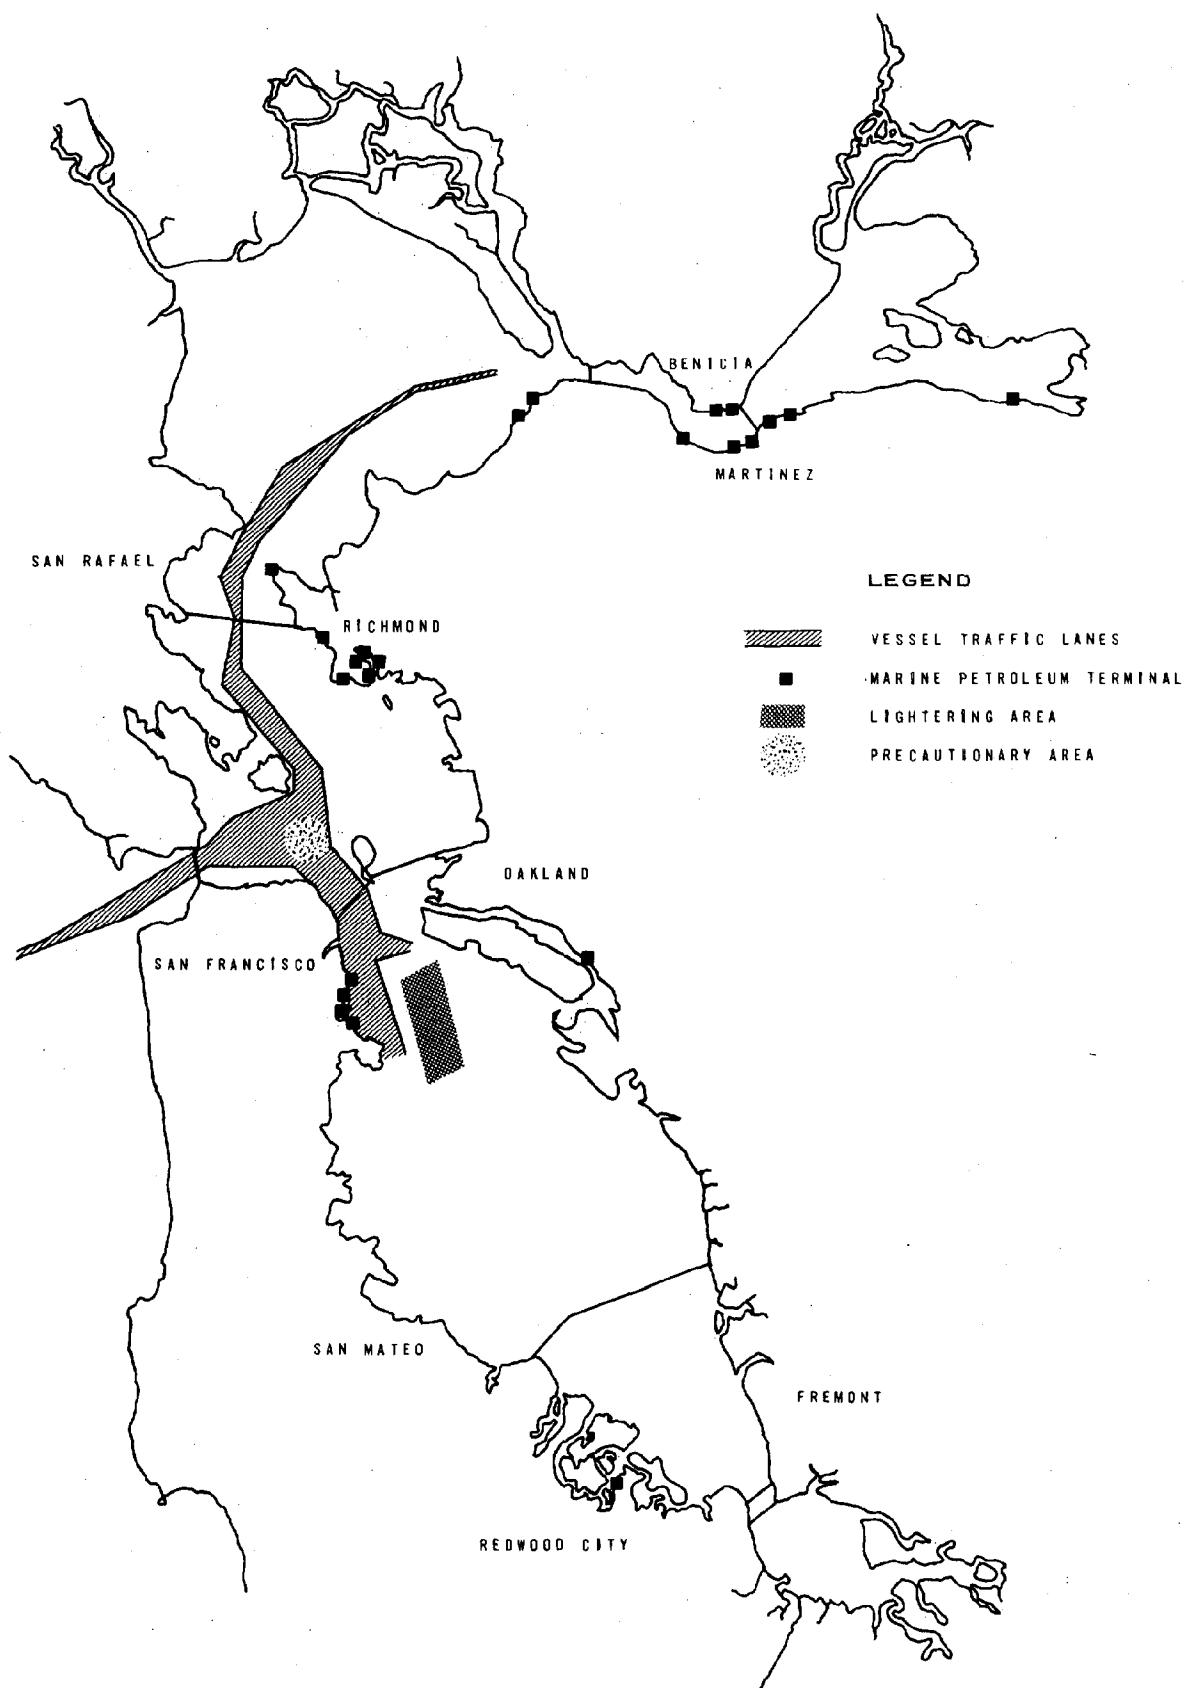 BENICIA
MARTINEZ
SAN RAFAEL
LEGEND
RICHMOND
VESSEL TRAFFIC LANES
MARINE PETROLEUM TERMINAL
LIGHTERING AREA
PRECAUTIONARY AREA
OAKLAND
SAN FRANCISCO
SAN MATEO
FREMONT
REDWOOD CITY